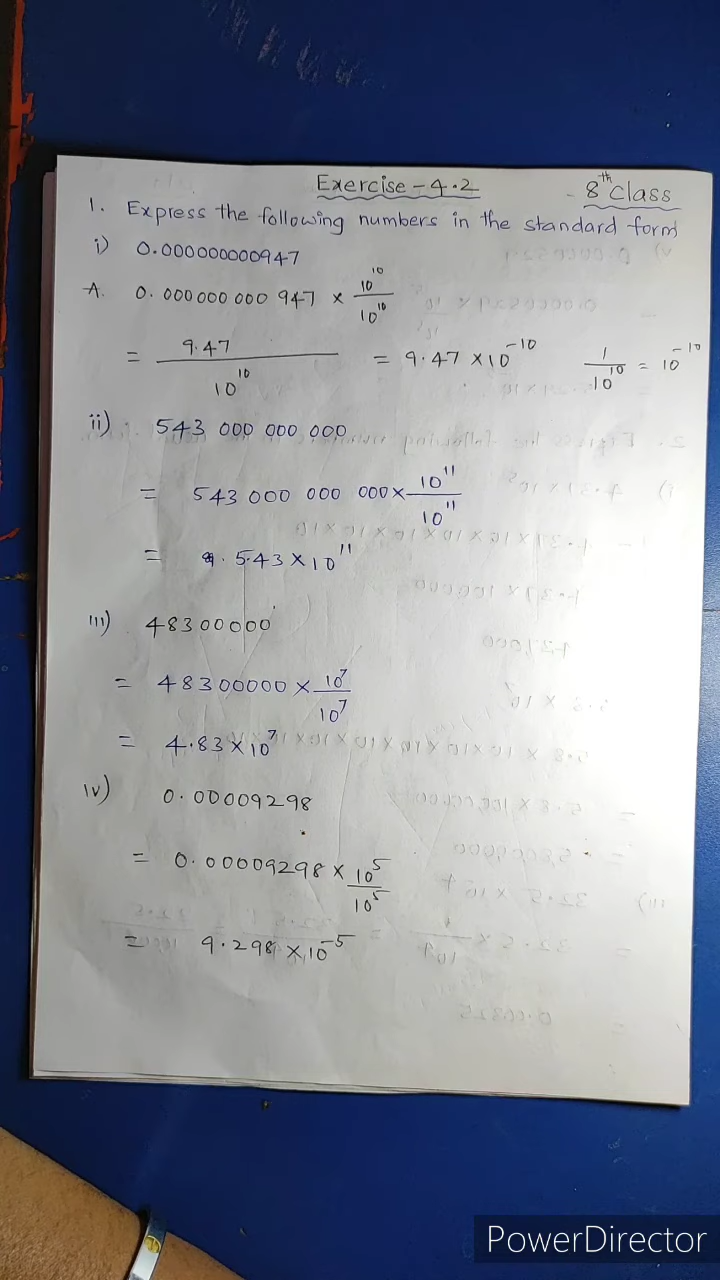 Exercise - 4.2
8th class
1. Express the following numbers in the standard form
i) 0.000000000947
A. 0.000 000 000 947 × 10^10/10^10
= 9.47/10^10 = 9.47 × 10^-10 1/10^10 = 10^-10
ii) 543 000 000 000
= 543 000 000 000 × 10^11/10^11
= 5.43 × 10^11
iii) 48300000
= 48300000 × 10^7/10^7
= 4.83 × 10^7
iv) 0.00009298
= 0.00009298 × 10^5/10^5
= 9.298 × 10^-5
PowerDirector